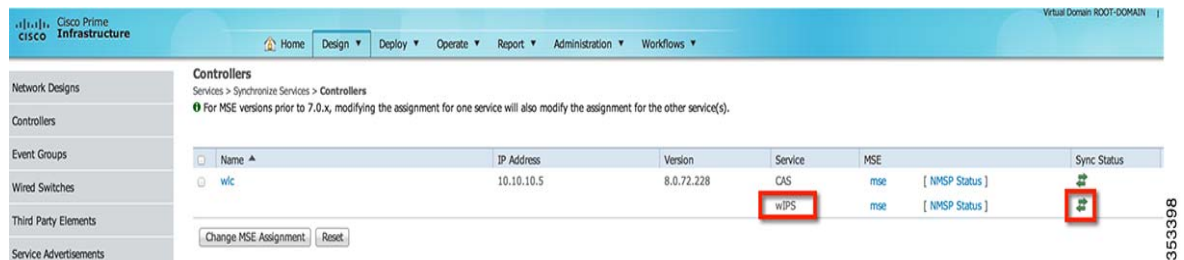 Virtual Domain ROOT-DOMAIN |
Cisco Prime
CISCO Infrastructure
Home Design ▼ Deploy ▼ Operate ▼ Report ▼ Administration ▼ Workflows ▼
Network Designs
Controllers
Event Groups
Wired Switches
Third Party Elements
Service Advertisements
Controllers
Services > Synchronize Services > Controllers
For MSE versions prior to 7.0.x, modifying the assignment for one service will also modify the assignment for the other service(s).
Name ▲ IP Address Version Service MSE Sync Status
wlc 10.10.10.5 8.0.72.228 CAS mse [ NMSP Status ]
wIPS mse [ NMSP Status ]
Change MSE Assignment Reset
353398